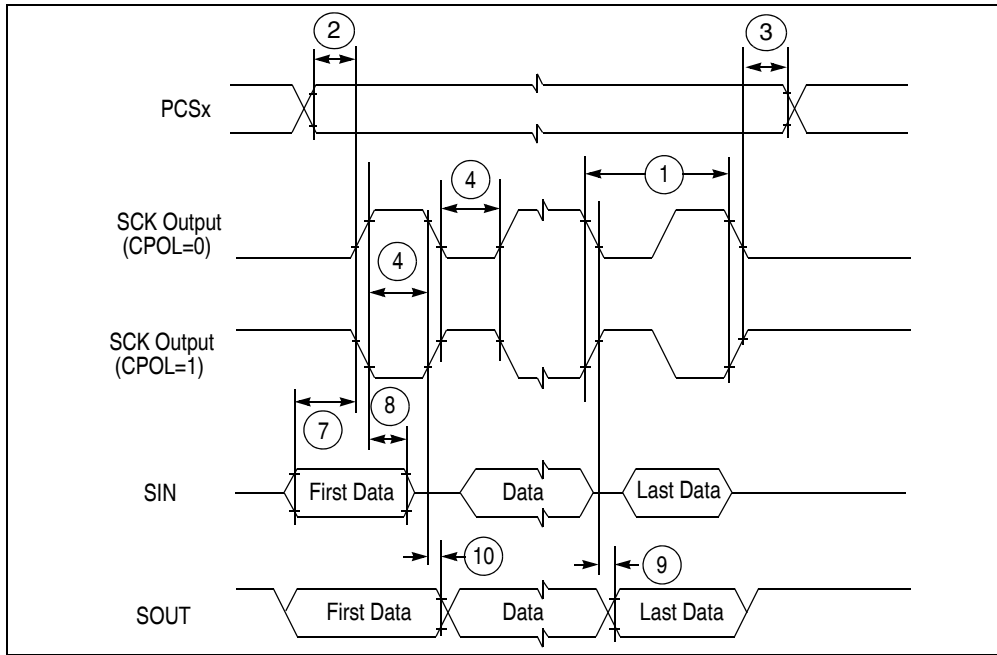 2
3
PCSx
4
1
SCK Output
(CPOL=0)
4
SCK Output
(CPOL=1)
7
8
SIN
First Data
Data
Last Data
10
9
SOUT
First Data
Data
Last Data